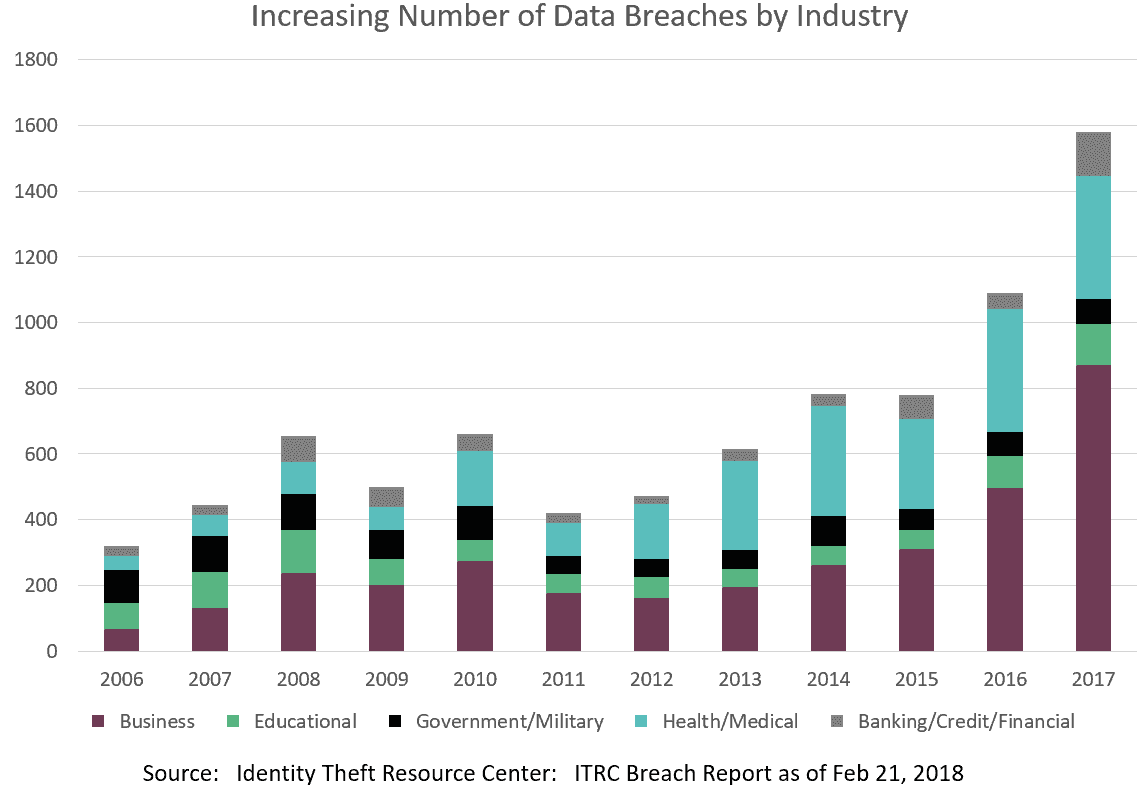 Increasing Number of Data Breaches by Industry
1800
1600
1400
1200
1000
800
600
400
200
0
2006 2007 2008 2009 2010 2011 2012 2013 2014 2015 2016 2017
Business Educational Government/Military Health/Medical Banking/Credit/Financial
Source: Identity Theft Resource Center: ITRC Breach Report as of Feb 21, 2018